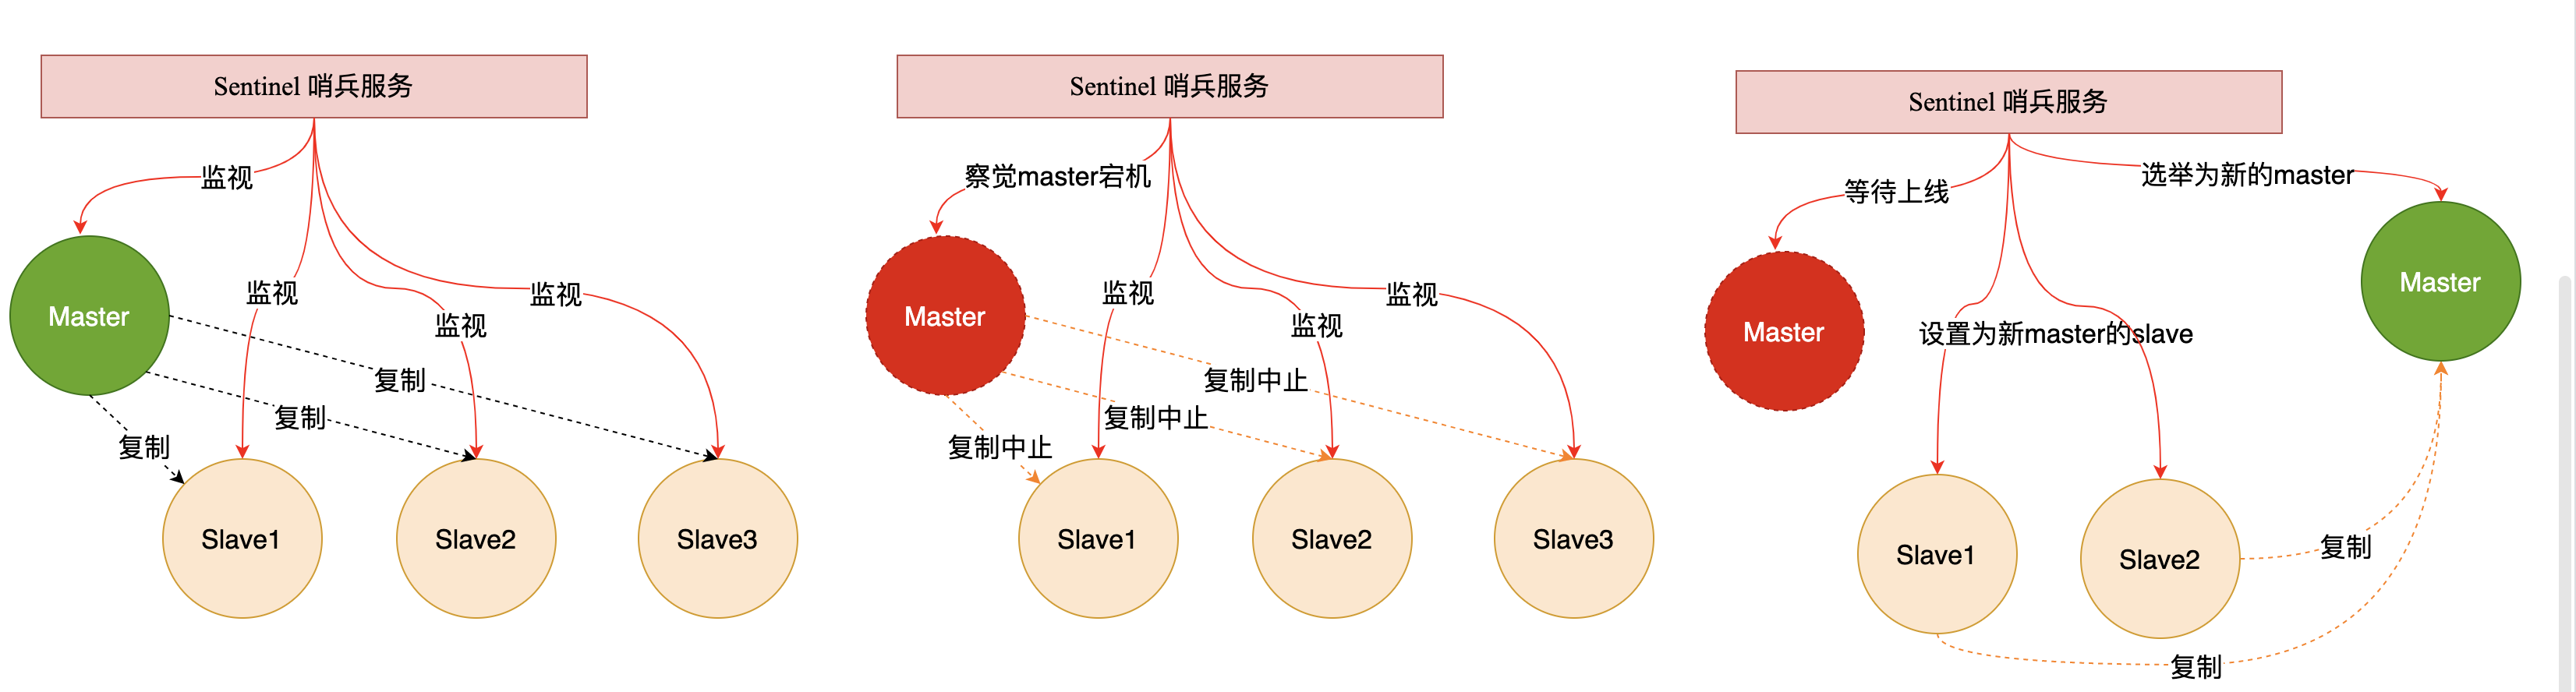 Sentinel 哨兵服务
监视
监视
监视
监视
Master
复制
复制
复制
Slave1
Slave2
Slave3
Sentinel 哨兵服务
察觉master宕机
监视
监视
监视
Master
复制中止
复制中止
复制中止
Slave1
Slave2
Slave3
Sentinel 哨兵服务
等待上线
选举为新的master
Master
Master
设置为新master的slave
Slave1
Slave2
复制
复制